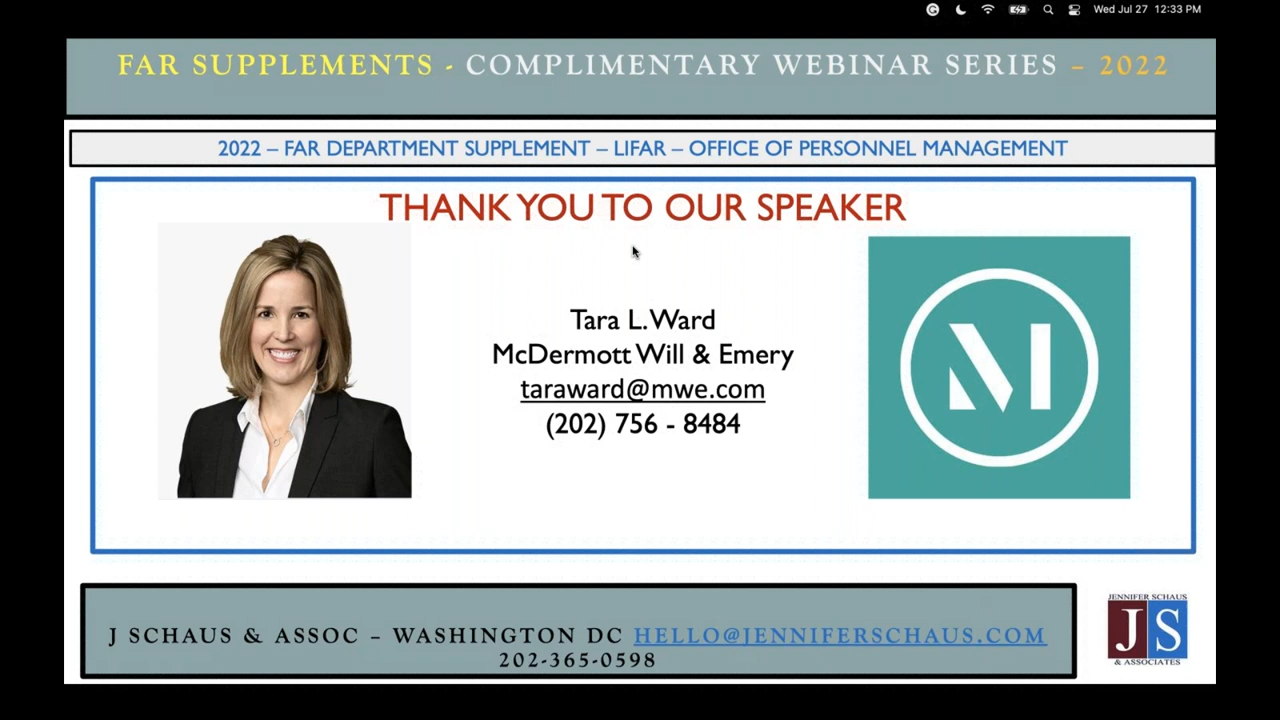 Wed Jul 27 12:33 PM
FAR SUPPLEMENTS - COMPLIMENTARY WEBINAR SERIES – 2022
2022 – FAR DEPARTMENT SUPPLEMENT – LIFAR – OFFICE OF PERSONNEL MANAGEMENT
THANK YOU TO OUR SPEAKER
Tara L. Ward
McDermott Will & Emery
taraward@mwe.com
(202) 756 - 8484
M
J SCHAUS & ASSOC – WASHINGTON DC HELLO@JENNIFERSCHAUS.COM
202-365-0598
JENNIFER SCHAUS
JS
& ASSOCIATES